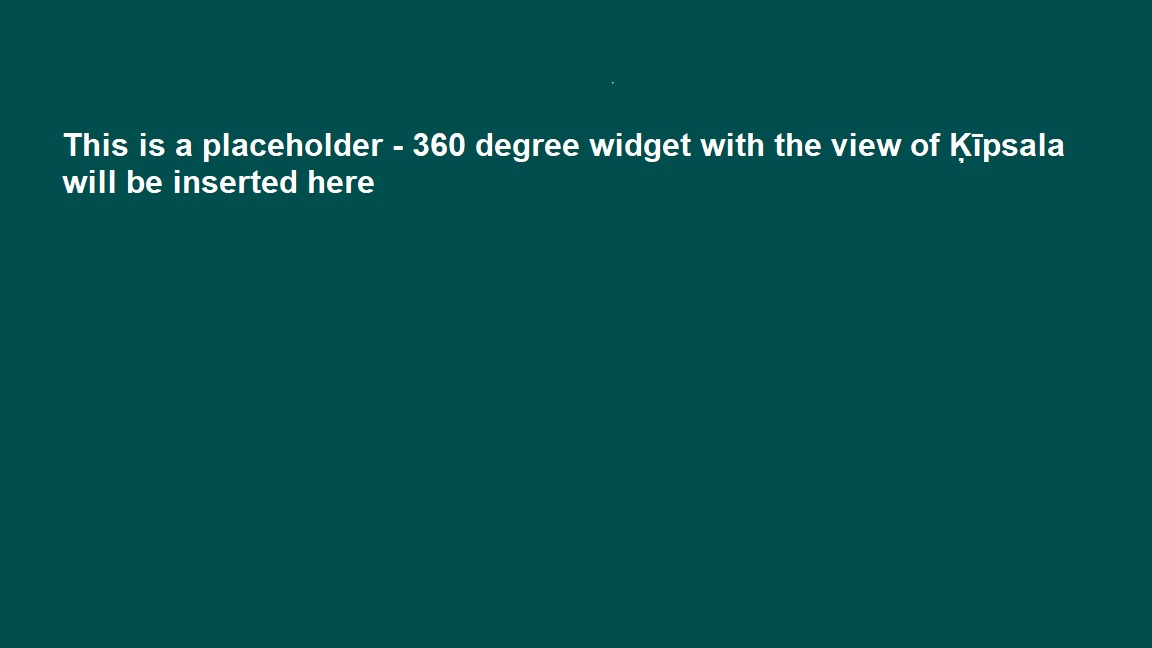 This is a placeholder - 360 degree widget with the view of Ķīpsala
will be inserted here